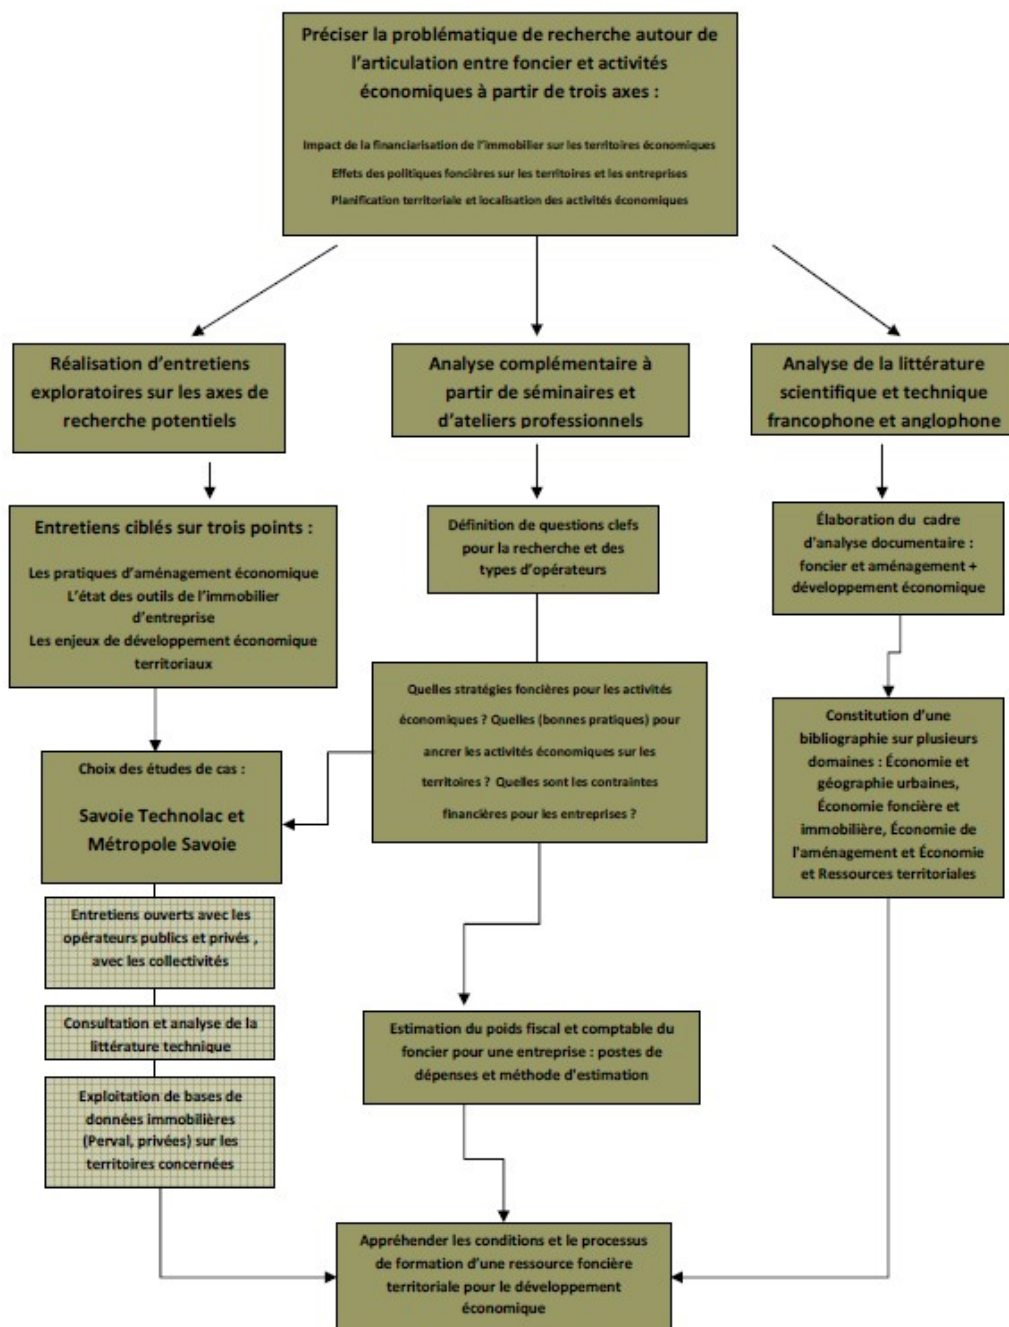 Préciser la problématique de recherche autour de
l'articulation entre foncier et activités
économiques à partir de trois axes :
Impact de la financiarisation de l'immobilier sur les territoires économiques
Effets des politiques foncières sur les territoires et les entreprises
Planification territoriale et localisation des activités économiques
Réalisation d'entretiens
exploratoires sur les axes de
recherche potentiels
Analyse complémentaire à
partir de séminaires et
d'ateliers professionnels
Analyse de la littérature
scientifique et technique
francophone et anglophone
Entretiens ciblés sur trois points :
Les pratiques d'aménagement économique
L'état des outils de l'immobilier
d'entreprise
Les enjeux de développement économique
territoriaux
Définition de questions clefs
pour la recherche et des
types d'opérateurs
Élaboration du cadre
d'analyse documentaire :
foncier et aménagement +
développement économique
Quelles stratégies foncières pour les activités
économiques ? Quelles (bonnes pratiques) pour
ancrer les activités économiques sur les
territoires ? Quelles sont les contraintes
financières pour les entreprises ?
Constitution d'une
bibliographie sur plusieurs
domaines : Économie et
géographie urbaines,
Économie foncière et
immobilière, Économie de
l'aménagement et Économie
et Ressources territoriales
Choix des études de cas :
Savoie Technolac et
Métropole Savoie
Entretiens ouverts avec les
opérateurs publics et privés ,
avec les collectivités
Consultation et analyse de la
littérature technique
Exploitation de bases de
données immobilières
(Perval, privées) sur les
territoires concernées
Estimation du poids fiscal et comptable du
foncier pour une entreprise : postes de
dépenses et méthode d'estimation
Appréhender les conditions et le processus
de formation d'une ressource foncière
territoriale pour le développement
économique